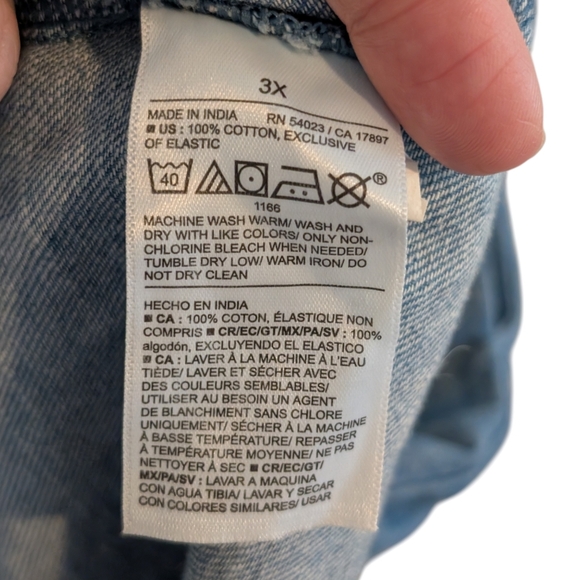 3X
MADE IN INDIA RN 54023 / CA 17897
US : 100% COTTON, EXCLUSIVE
OF ELASTIC
40 ®
1166
MACHINE WASH WARM/ WASH AND
DRY WITH LIKE COLORS/ ONLY NON-
CHLORINE BLEACH WHEN NEEDED/
TUMBLE DRY LOW/ WARM IRON/ DO
NOT DRY CLEAN
HECHO EN INDIA
CA : 100% COTON, ÉLASTIQUE NON
COMPRIS CR/EC/GT/MX/PA/SV : 100%
algodón, EXCLUYENDO EL ELASTICO
CA : LAVER À LA MACHINE À L'EAU
TIÈDE/ LAVER ET SÉCHER AVEC
DES COULEURS SEMBLABLES/
UTILISER AU BESOIN UN AGENT
DE BLANCHIMENT SANS CHLORE
UNIQUEMENT/ SÉCHER À LA MACHINE
À BASSE TEMPÉRATURE/ REPASSER
À TEMPÉRATURE MOYENNE/ NE PAS
NETTOYER À SEC CR/EC/GT/
MX/PA/SV : LAVAR A MAQUINA
CON AGUA TIBIA/ LAVAR Y SECAR
CON COLORES SIMILARES/ USAR